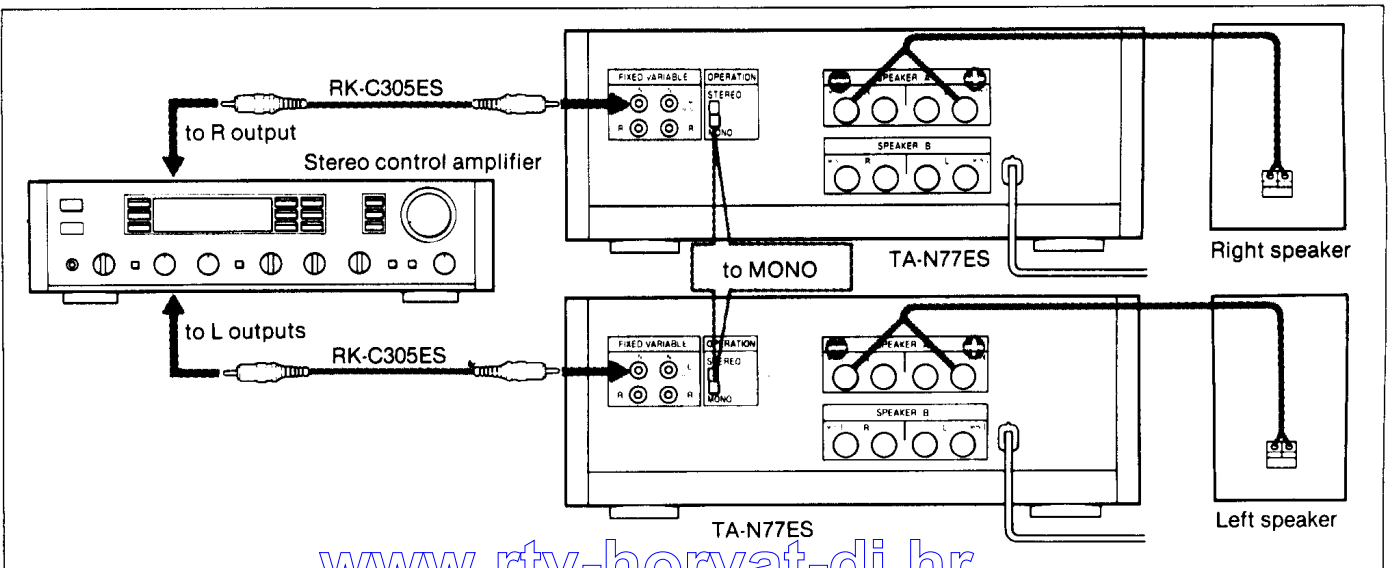 RK-C305ES
to R output
Stereo control amplifier
FIXED VARIABLE
OPERATION
STEREO
MONO
R
R
SPEAKER A
SPEAKER B
R
L
TA-N77ES
Right speaker
to MONO
to L outputs
RK-C305ES
FIXED VARIABLE
OPERATION
STEREO
MONO
L
R
R
SPEAKER A
SPEAKER B
R
L
TA-N77ES
Left speaker
www.rtv-horvat-dj.hr